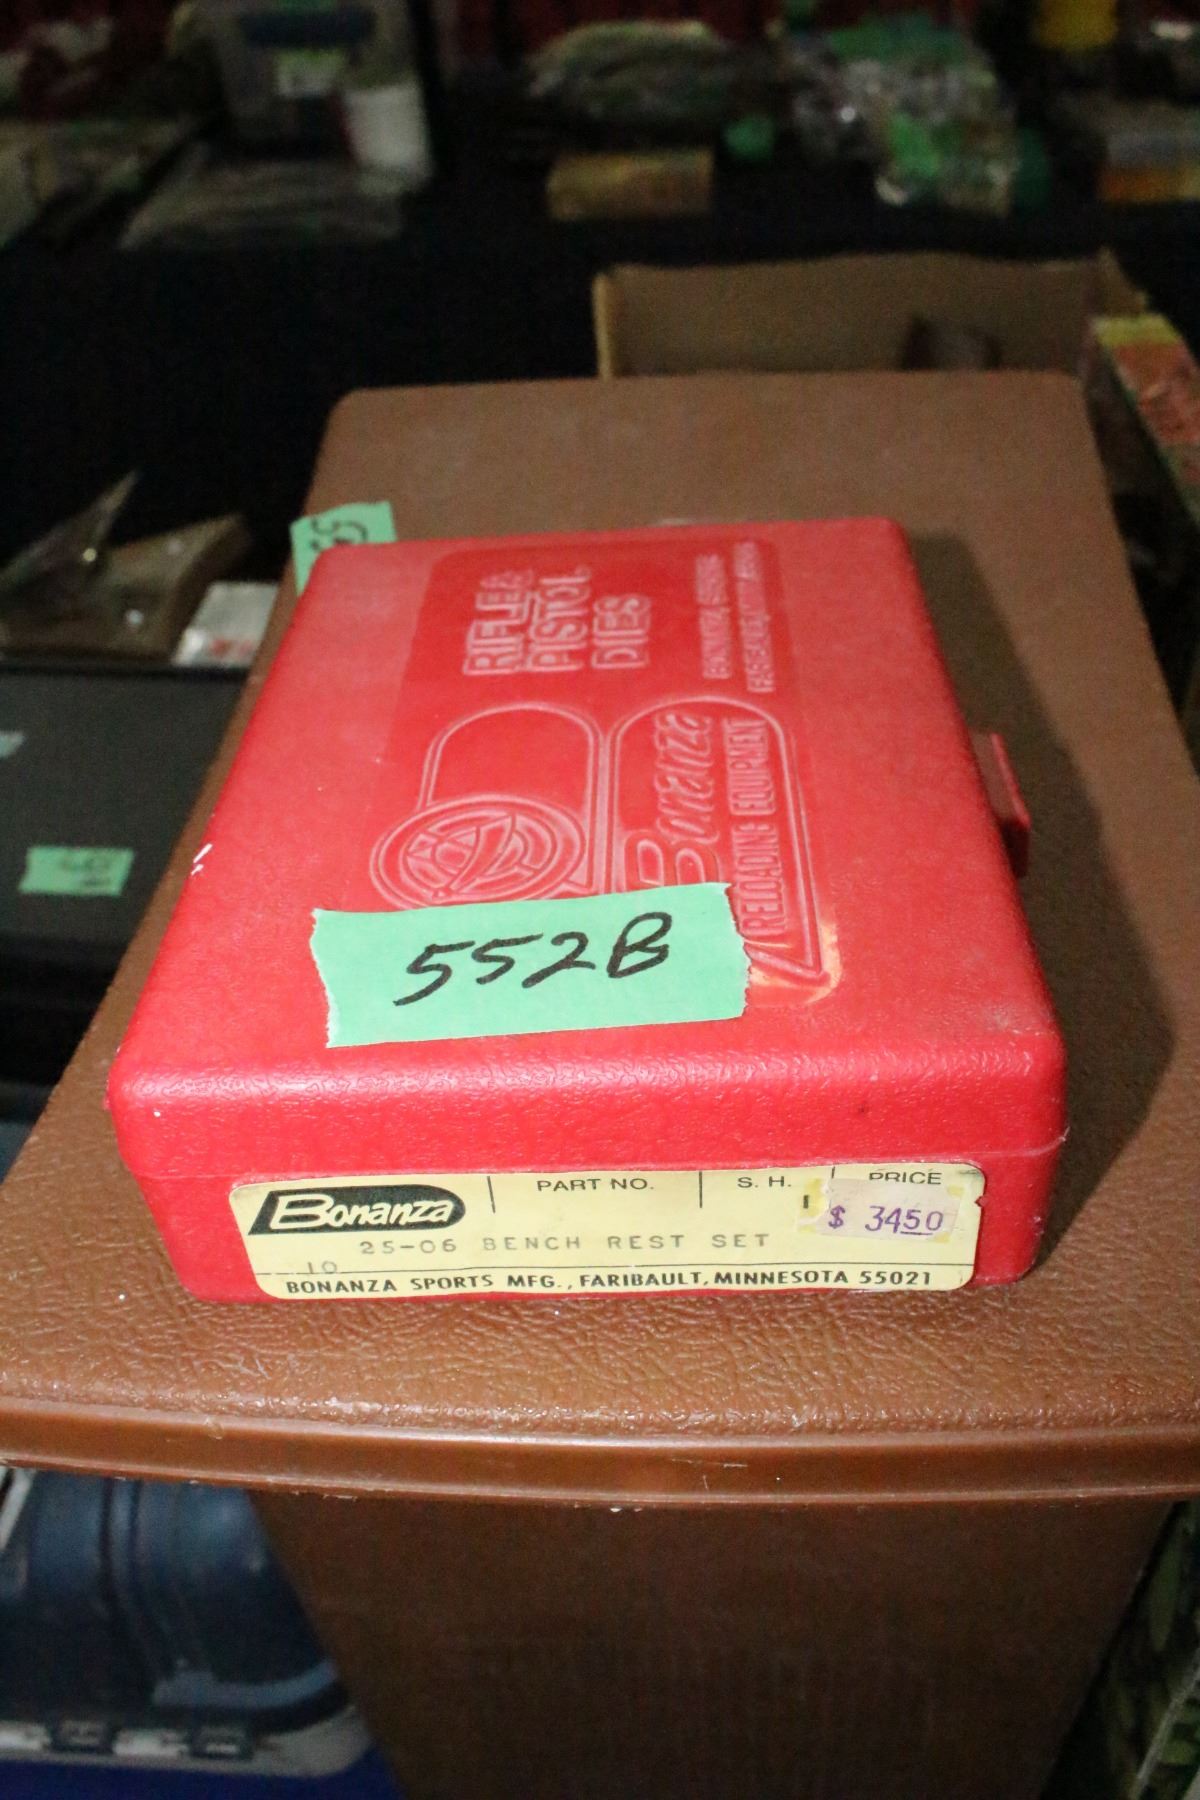 RIFLE &
PISTOL
DIES
Bonanza
RELOADING EQUIPMENT
552B
Bonanza
PART NO.
S. H.
PRICE
$ 3450
25-06 BENCH REST SET
10
BONANZA SPORTS MFG., FARIBAULT, MINNESOTA 55021